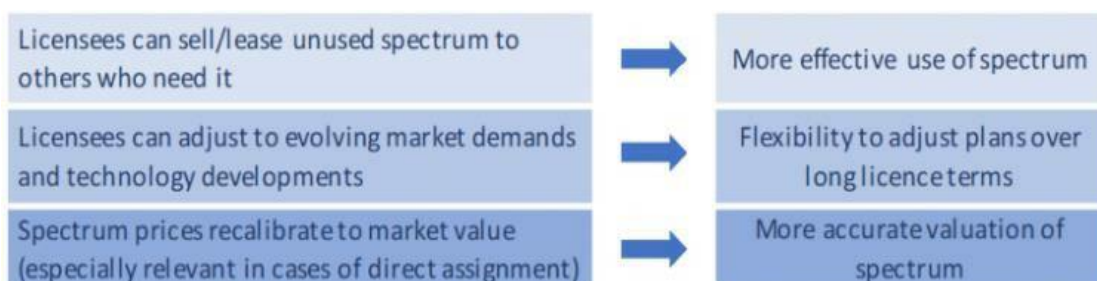 Licensees can sell/lease unused spectrum to
others who need it
More effective use of spectrum
Licensees can adjust to evolving market demands
and technology developments
Flexibility to adjust plans over
long licence terms
Spectrum prices recalibrate to market value
(especially relevant in cases of direct assignment)
More accurate valuation of
spectrum